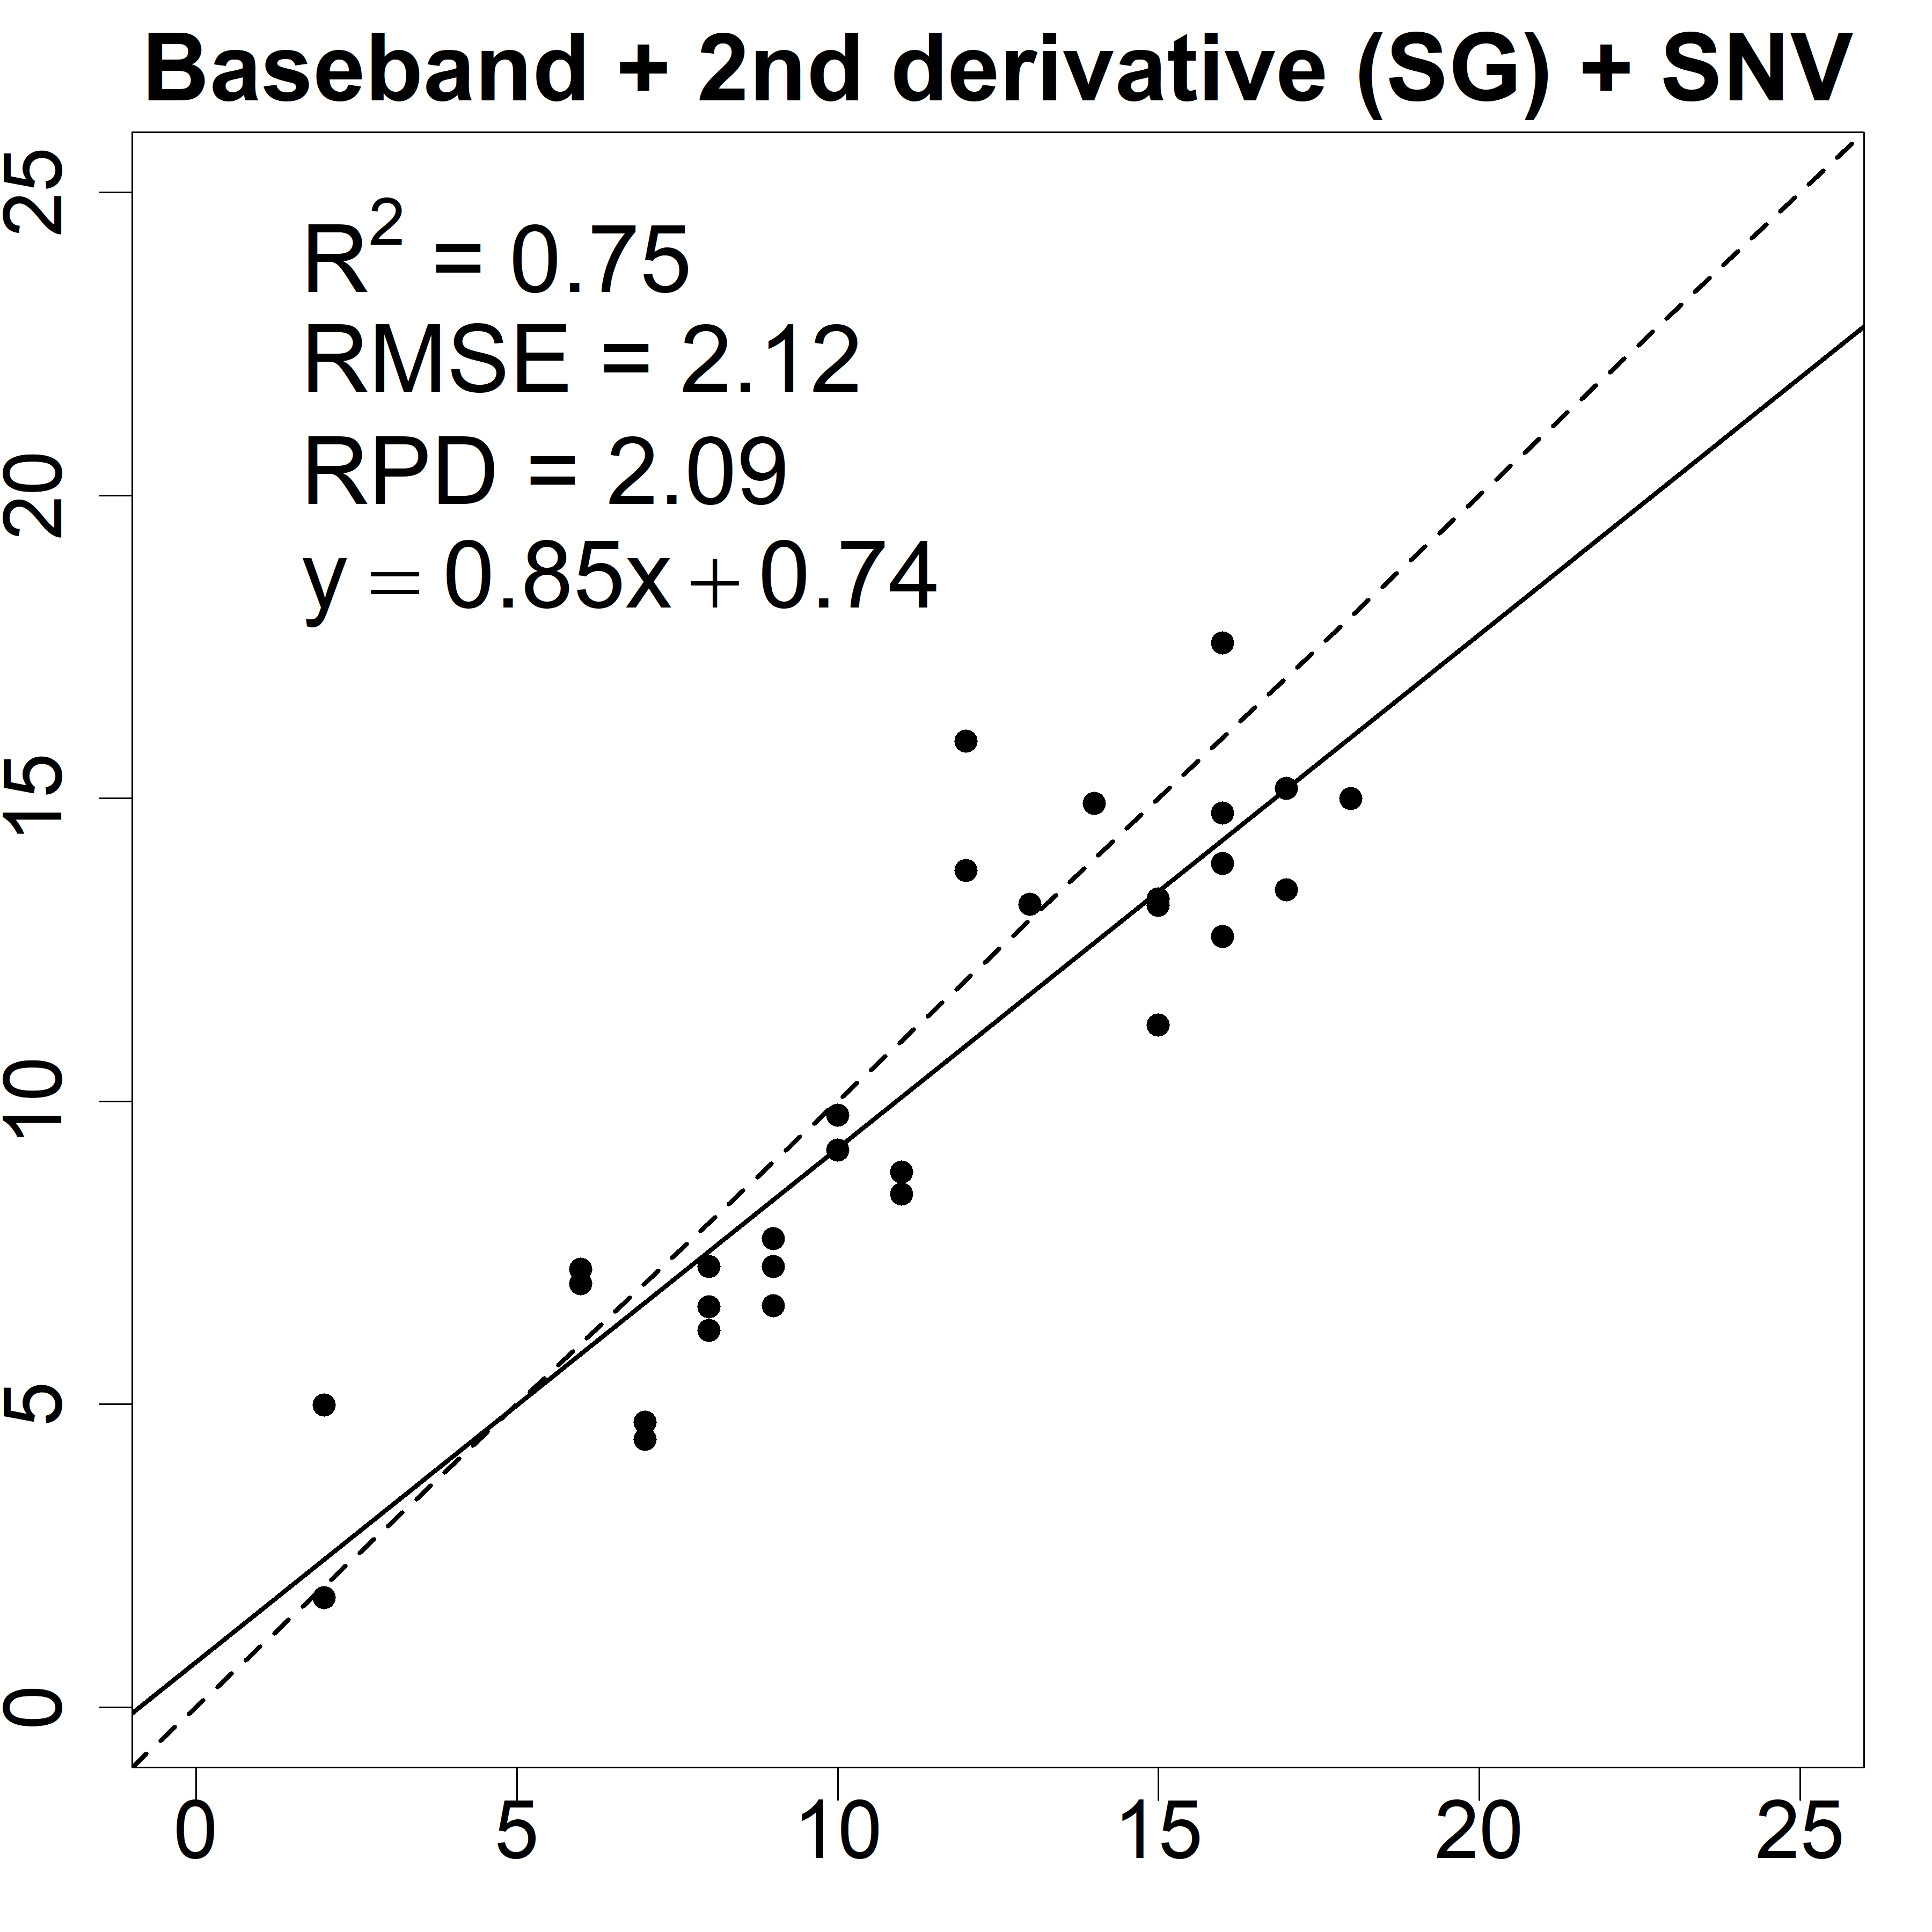 Baseband + 2nd derivative (SG) + SNV
R² = 0.75
RMSE = 2.12
RPD = 2.09
y = 0.85x + 0.74
25
20
15
10
5
0
0 5 10 15 20 25